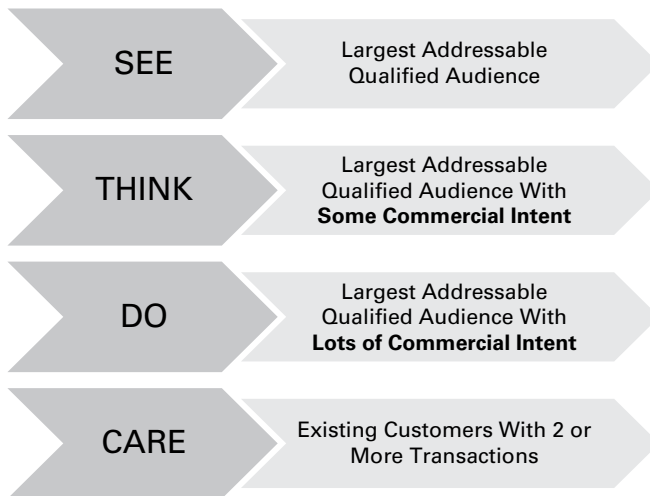 SEE
Largest Addressable
Qualified Audience
THINK
Largest Addressable
Qualified Audience With
Some Commercial Intent
DO
Largest Addressable
Qualified Audience With
Lots of Commercial Intent
CARE
Existing Customers With 2 or
More Transactions